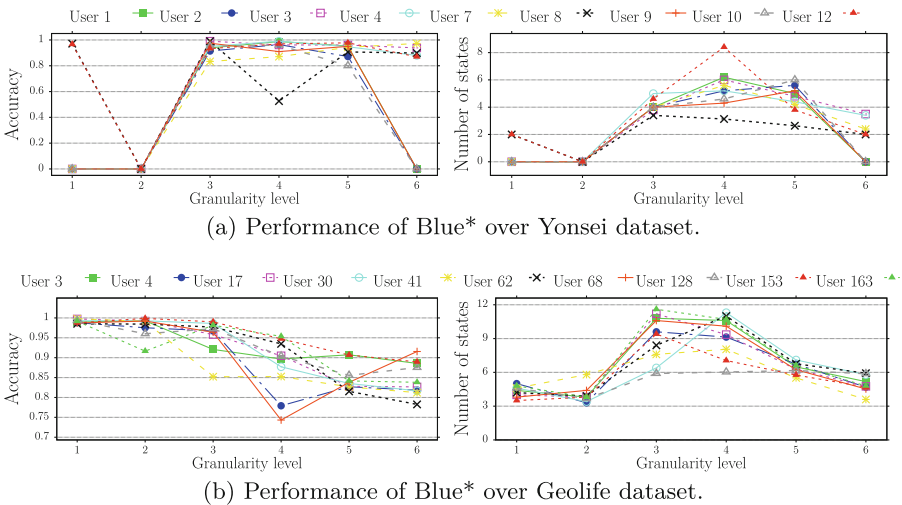 User 1 User 2 User 3 User 4 User 7 User 8 User 9 User 10 User 12
1
0.8
0.6
0.4
0.2
0
Accuracy
1 2 3 4 5 6
Granularity level
8
6
4
2
0
Number of states
1 2 3 4 5 6
Granularity level
(a) Performance of Blue* over Yonsei dataset.
User 3 User 4 User 17 User 30 User 41 User 62 User 68 User 128 User 153 User 163
1
0.95
0.9
0.85
0.8
0.75
0.7
Accuracy
1 2 3 4 5 6
Granularity level
12
9
6
3
0
Number of states
1 2 3 4 5 6
Granularity level
(b) Performance of Blue* over Geolife dataset.